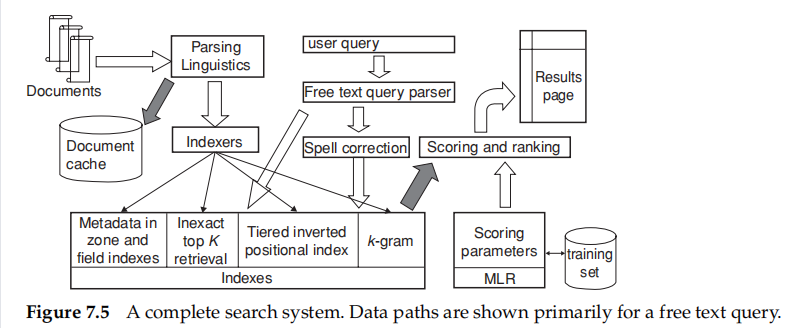 Documents
Parsing
Linguistics
Document
cache
Indexers
user query
Free text query parser
Spell correction
Scoring and ranking
Results
page
Metadata in
zone and
field indexes
Inexact
top K
retrieval
Tiered inverted
positional index
k-gram
Indexes
Scoring
parameters
MLR
training
set
Figure 7.5 A complete search system. Data paths are shown primarily for a free text query.